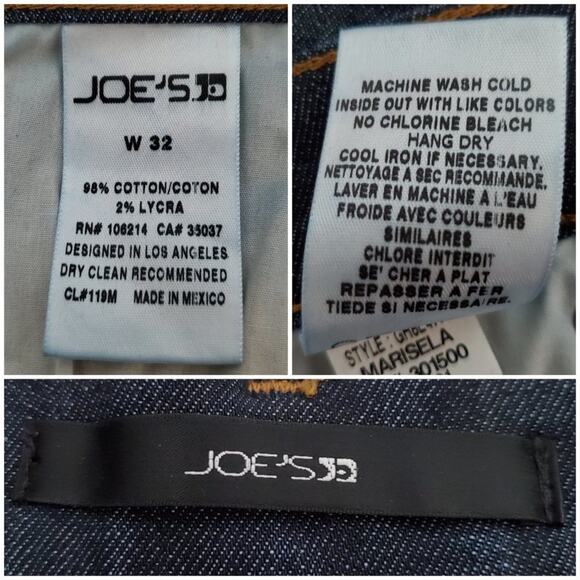 JOE'S
W 32
98% COTTON/COTON
2% LYCRA
RN# 106214 CA# 35037
DESIGNED IN LOS ANGELES
DRY CLEAN RECOMMENDED
CL#119M MADE IN MEXICO
MACHINE WASH COLD
INSIDE OUT WITH LIKE COLORS
NO CHLORINE BLEACH
HANG DRY
COOL IRON IF NECESSARY.
NETTOYAGE A SEC RECOMMANDE.
LAVER EN MACHINE A L'EAU
FROIDE AVEC COULEURS
SIMILAIRES
CHLORE INTERDIT
SE' CHER A PLAT
REPASSER A FER
TIEDE SI NECESSAIRE.
STYLE :
MARISELA
301500
JOE'S